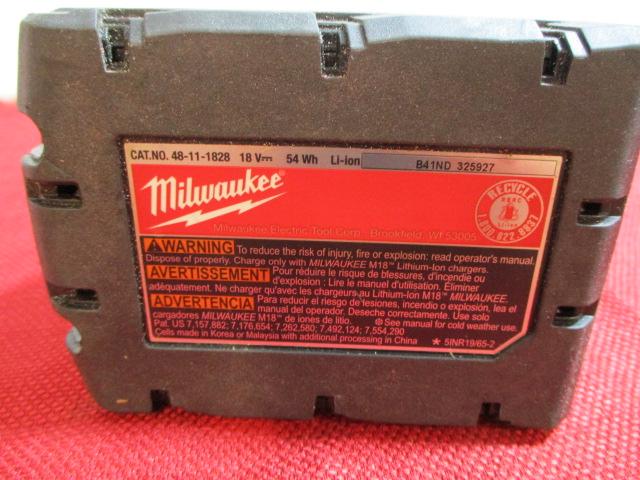 CAT.NO. 48-11-1828 18 V⎓ 54 Wh Li-ion B41ND 325927
Milwaukee®
RECYCLE
RBRC
Li-ion
1.800.822.8837
Milwaukee Electric Tool Corp. Brookfield, WI 53005
⚠WARNING To reduce the risk of injury, fire or explosion: read operator's manual.
Dispose of properly. Charge only with MILWAUKEE M18™ Lithium-Ion chargers.
AVERTISSEMENT Pour réduire le risque de blessures, d'incendie ou
d'explosion : Lire le manuel d'utilisation. Éliminer
adéquatement. Ne charger qu'avec les chargeurs au Lithium-Ion M18™ MILWAUKEE.
ADVERTENCIA Para reducir el riesgo de lesiones, incendio o explosión, lea el
manual del operador. Deseche correctamente. Use solo
cargadores MILWAUKEE M18™ de iones de litio. See manual for cold weather use.
Pat. US 7,157,882; 7,176,654; 7,262,580; 7,492,124; 7,554,290
Cells made in Korea or Malaysia with additional processing in China * 5INR19/65-2